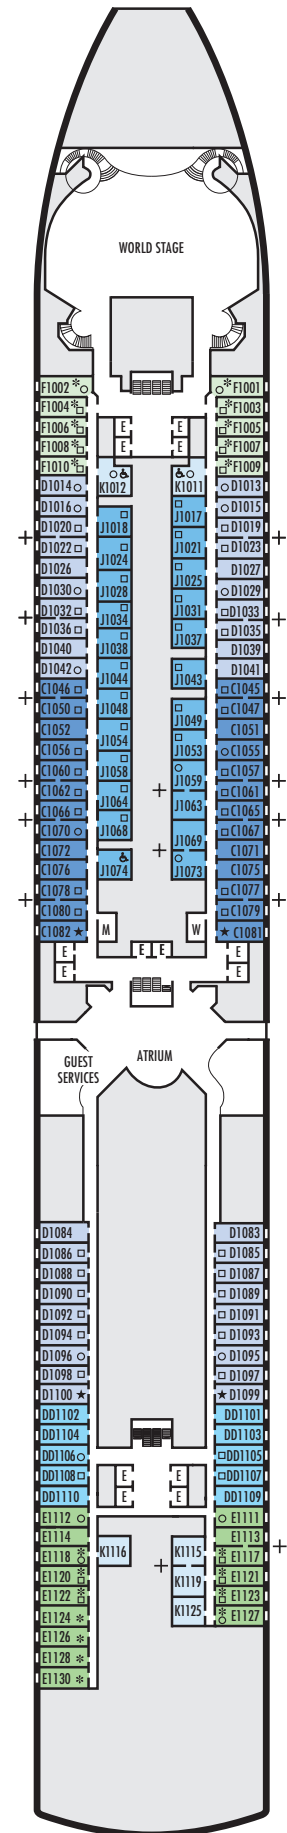 WORLD STAGE
F1002 F1001
F1004 F1003
F1006 F1005
F1008 F1007
F1010 F1009
E E
E E
K1012 K1011
D1014 D1013
D1016 D1015
D1020 J1018 J1017 D1019
D1022 J1024 J1021 D1023
D1026 J1028 J1025 D1027
D1030 D1029
D1032 J1034 J1031 D1033
D1036 J1038 J1037 D1035
D1040 D1039
D1042 J1044 J1043 D1041
C1046 C1045
C1050 J1048 J1049 C1047
C1052 J1054 J1053 C1051
C1056 C1055
C1060 J1058 J1059 C1057
C1062 J1064 J1063 C1061
C1066 J1068 C1065
C1070 J1069 C1067
C1072 C1071
C1076 J1074 J1073 C1075
C1078 C1077
C1080 C1079
C1082 M W C1081
E E E E
E E
GUEST
SERVICES
ATRIUM
D1084 D1083
D1086 D1085
D1088 D1087
D1090 D1089
D1092 D1091
D1094 D1093
D1096 D1095
D1098 D1097
D1100 D1099
DD1102 DD1101
DD1104 DD1103
DD1106 DD1105
DD1108 E E DD1107
DD1110 E E DD1109
E1112 E1111
E1114 E1113
E1118 K1116 K1115 E1117
E1120 K1119 E1121
E1122 E1123
E1124 K1125 E1127
E1126
E1128
E1130